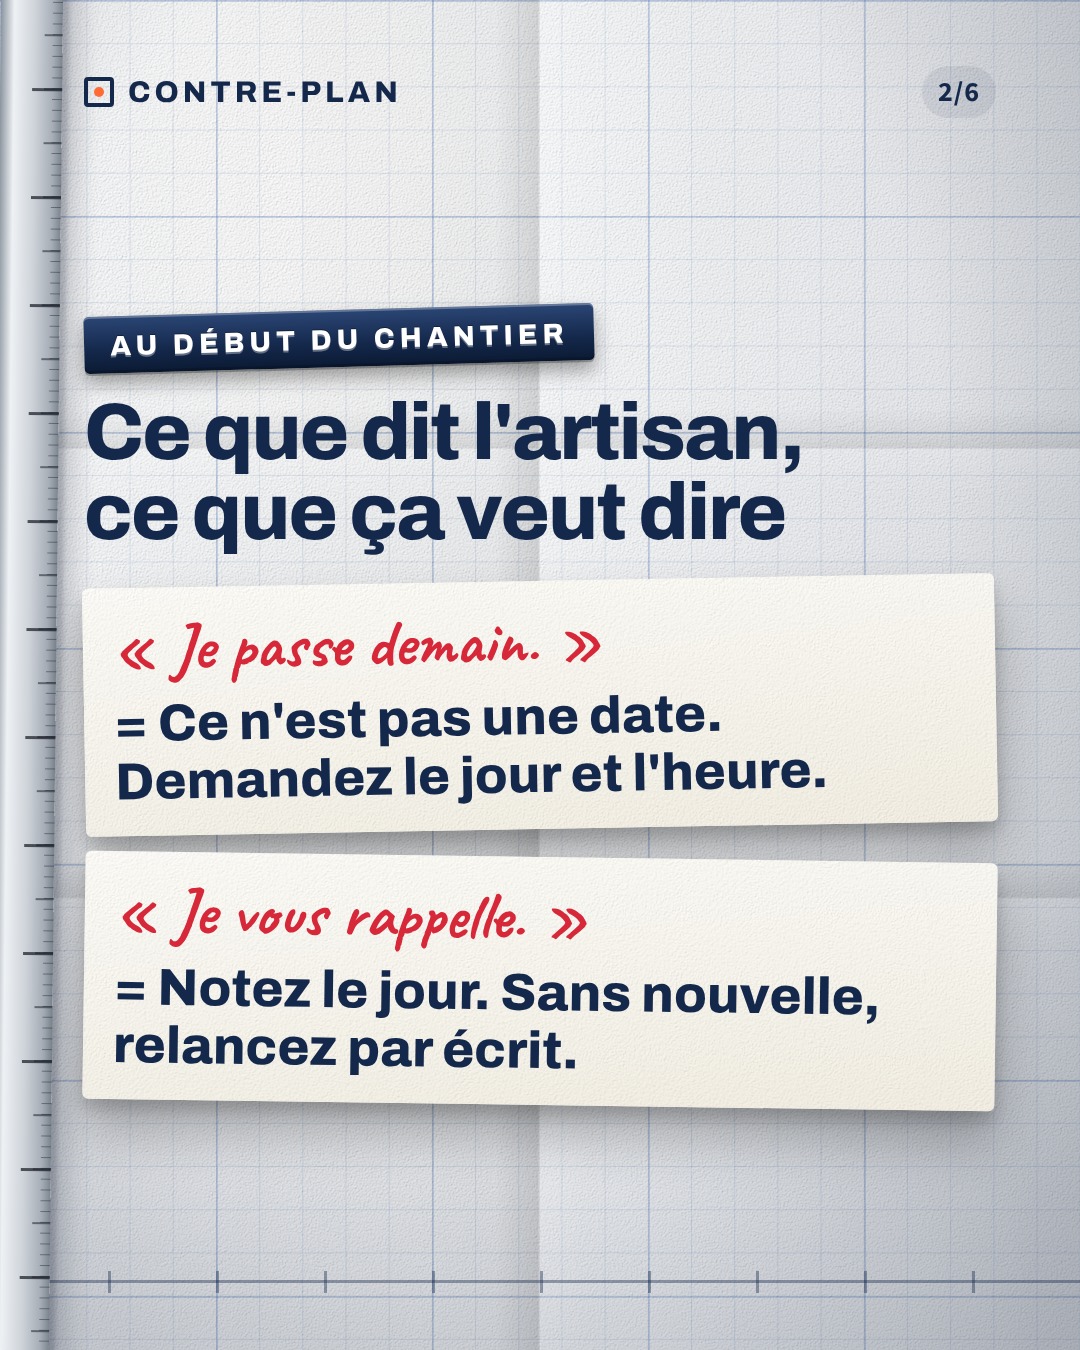 CONTRE-PLAN
2/6
AU DÉBUT DU CHANTIER
Ce que dit l'artisan,
ce que ça veut dire
« Je passe demain. »
= Ce n'est pas une date.
Demandez le jour et l'heure.
« Je vous rappelle. »
= Notez le jour. Sans nouvelle,
relancez par écrit.